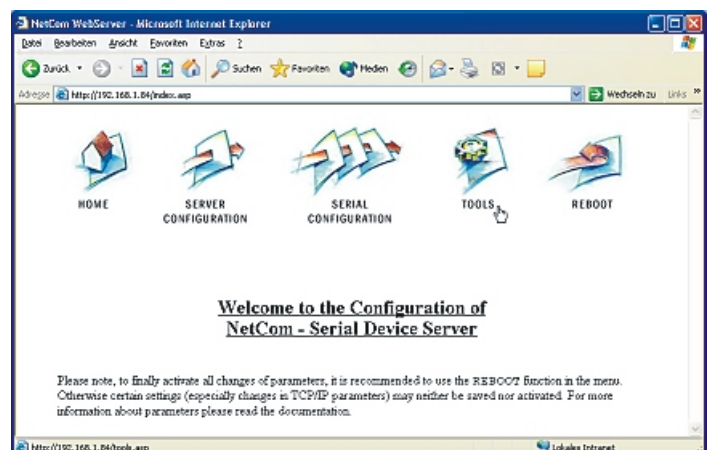 NetCom WebServer - Microsoft Internet Explorer
Datei Bearbeiten Ansicht Favoriten Extras ?
Zurück Suchen Favoriten Medien
Adresse http://192.168.1.84/index.asp Wechseln zu Links »
HOME
SERVER CONFIGURATION
SERIAL CONFIGURATION
TOOLS
REBOOT
Welcome to the Configuration of
NetCom - Serial Device Server
Please note, to finally activate all changes of parameters, it is recommended to use the REBOOT function in the menu.
Otherwise certain settings (especially changes in TCP/IP parameters) may neither be saved nor activated. For more
information about parameters please read the documentation.
http://192.168.1.84/tools.asp Lokales Intranet